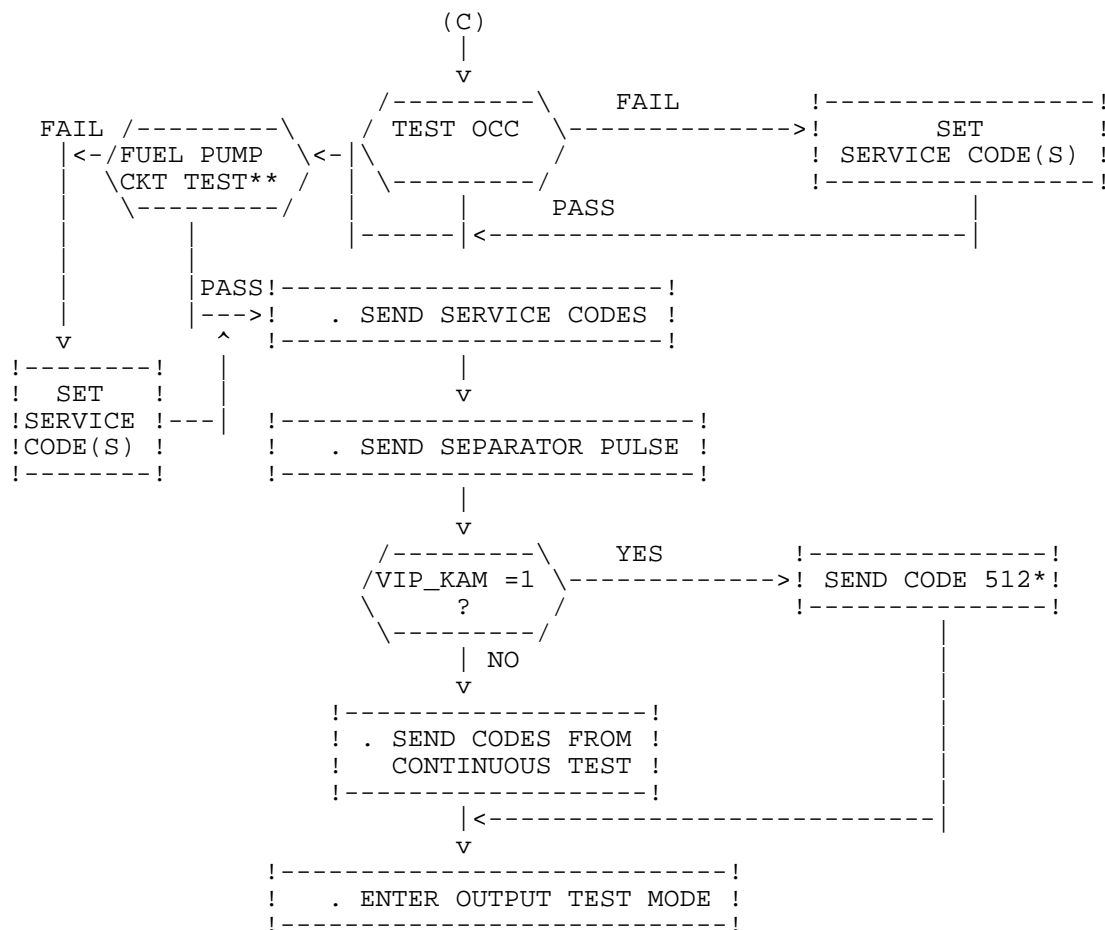 (C)
FAIL
FAIL
TEST OCC
SET
FUEL PUMP
SERVICE CODE(S)
CKT TEST**
PASS
PASS
. SEND SERVICE CODES
SET
SERVICE
CODE(S)
. SEND SEPARATOR PULSE
YES
VIP_KAM =1
?
SEND CODE 512*
NO
. SEND CODES FROM
CONTINUOUS TEST
. ENTER OUTPUT TEST MODE